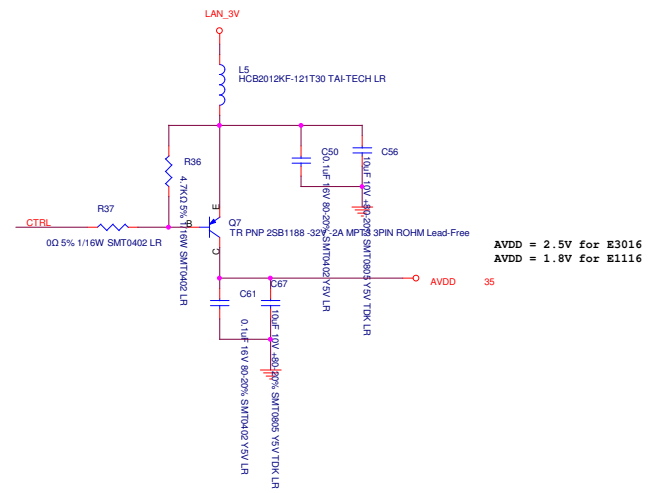 LAN_3V
L5
HCB2012KF-121T30 TAI-TECH LR
R36
4.7KΩ 5% 1/16W SMT0402 LR
C50
0.1uF 16V 80-20% SMT0402 Y5V LR
C56
10uF 10V +80-20% SMT0805 Y5V TDK LR
CTRL
R37
0Ω 5% 1/16W SMT0402 LR
B
E
C
Q7
TR PNP 2SB1188 -32V -2A MPT3 3PIN ROHM Lead-Free
AVDD = 2.5V for E3016
AVDD = 1.8V for E1116
AVDD 35
C61
0.1uF 16V 80-20% SMT0402 Y5V LR
C67
10uF 10V +80-20% SMT0805 Y5V TDK LR